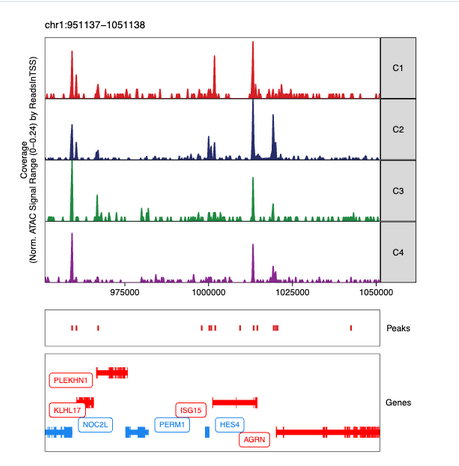 chr1:951137−1051138
Coverage
(Norm. ATAC Signal Range (0−0.24) by ReadsInTSS)
C1
C2
C3
C4
975000 1000000 1025000 1050000
Peaks
Genes
PLEKHN1
KLHL17 ISG15
NOC2L PERM1 HES4
AGRN